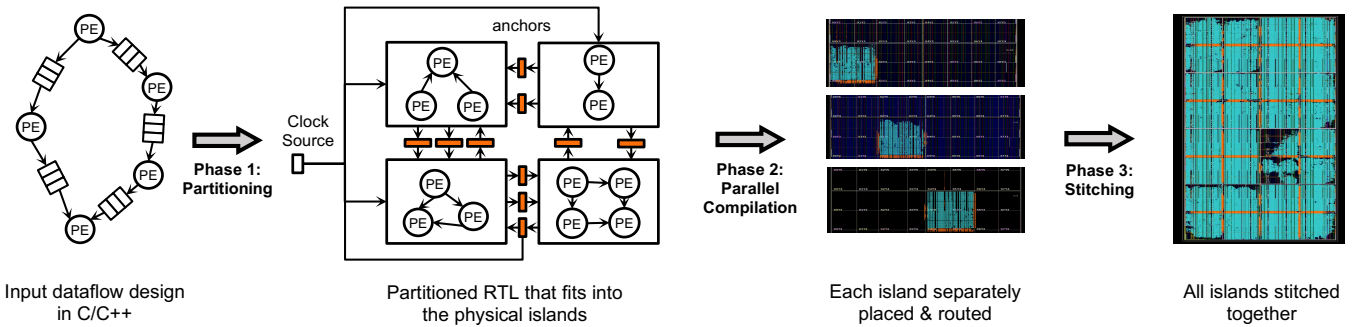 PE
PE
PE
PE
PE
Phase 1:
Partitioning
Clock
Source
anchors
PE
PE
PE
PE
PE
PE
PE
PE
PE
PE
PE
PE
Phase 2:
Parallel
Compilation
Phase 3:
Stitching
Input dataflow design
in C/C++
Partitioned RTL that fits into
the physical islands
Each island separately
placed & routed
All islands stitched
together